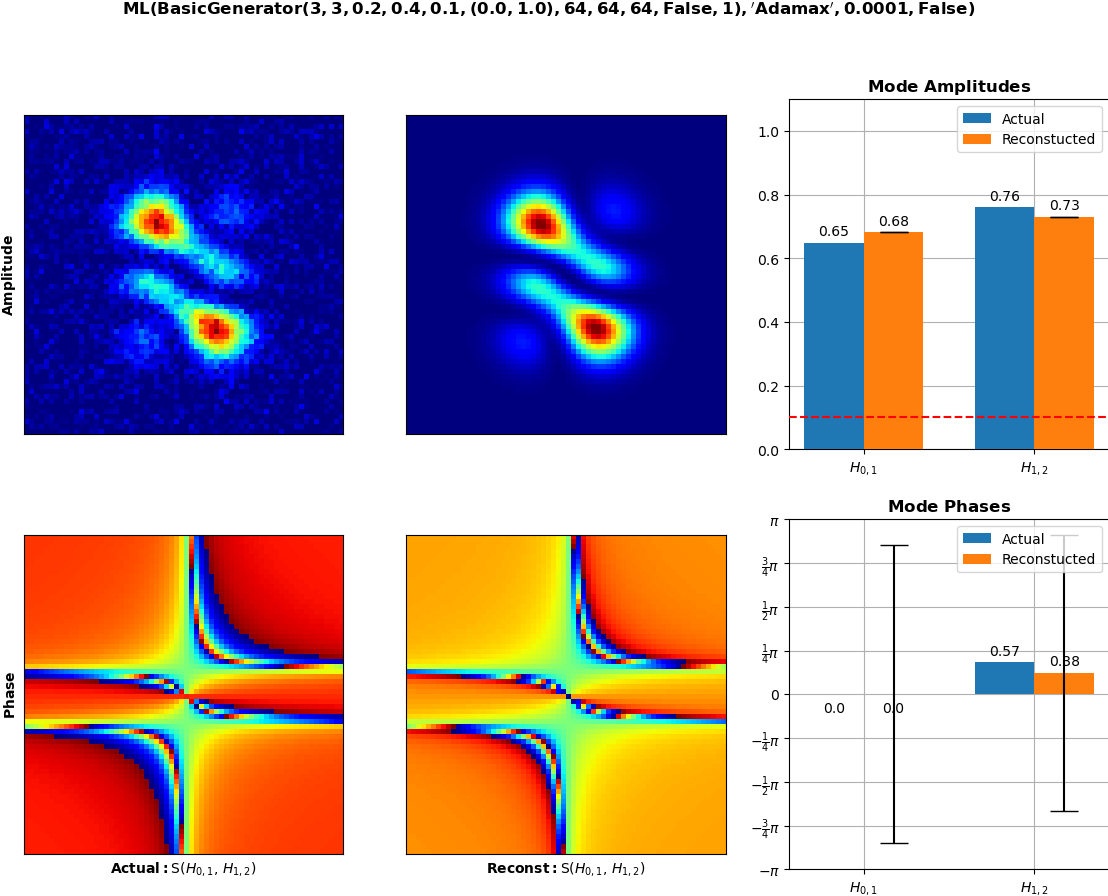 ML(BasicGenerator(3, 3, 0.2, 0.4, 0.1, (0.0, 1.0), 64, 64, 64, False, 1), ′Adamax′, 0.0001, False)
Amplitude
Mode Amplitudes
Actual
Reconstucted
1.0
0.8
0.6
0.4
0.2
0.0
0.65
0.68
0.76
0.73
H₀,₁
H₁,₂
Phase
Actual: S(H₀,₁, H₁,₂)
Reconst: S(H₀,₁, H₁,₂)
Mode Phases
Actual
Reconstucted
π
3/4π
1/2π
1/4π
0
−1/4π
−1/2π
−3/4π
−π
0.0
0.0
0.57
0.38
H₀,₁
H₁,₂